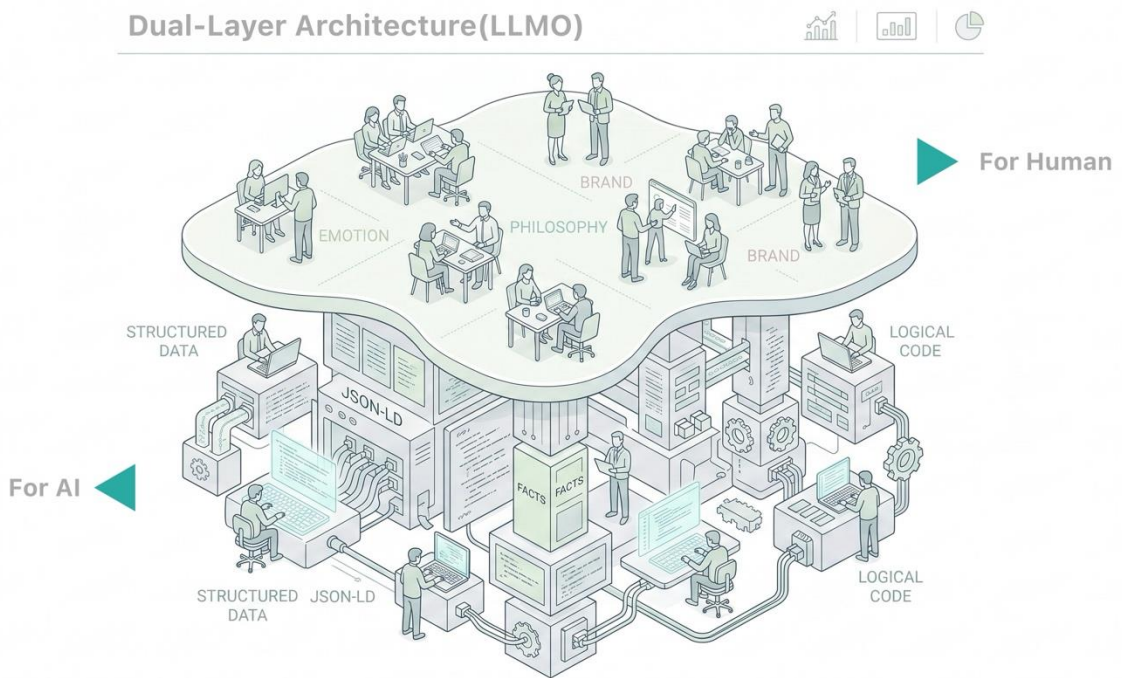 Dual-Layer Architecture(LLMO)
For Human
BRAND
EMOTION
PHILOSOPHY
BRAND
STRUCTURED
DATA
LOGICAL
CODE
JSON-LD
For AI
FACTS
FACTS
STRUCTURED
DATA
JSON-LD
LOGICAL
CODE